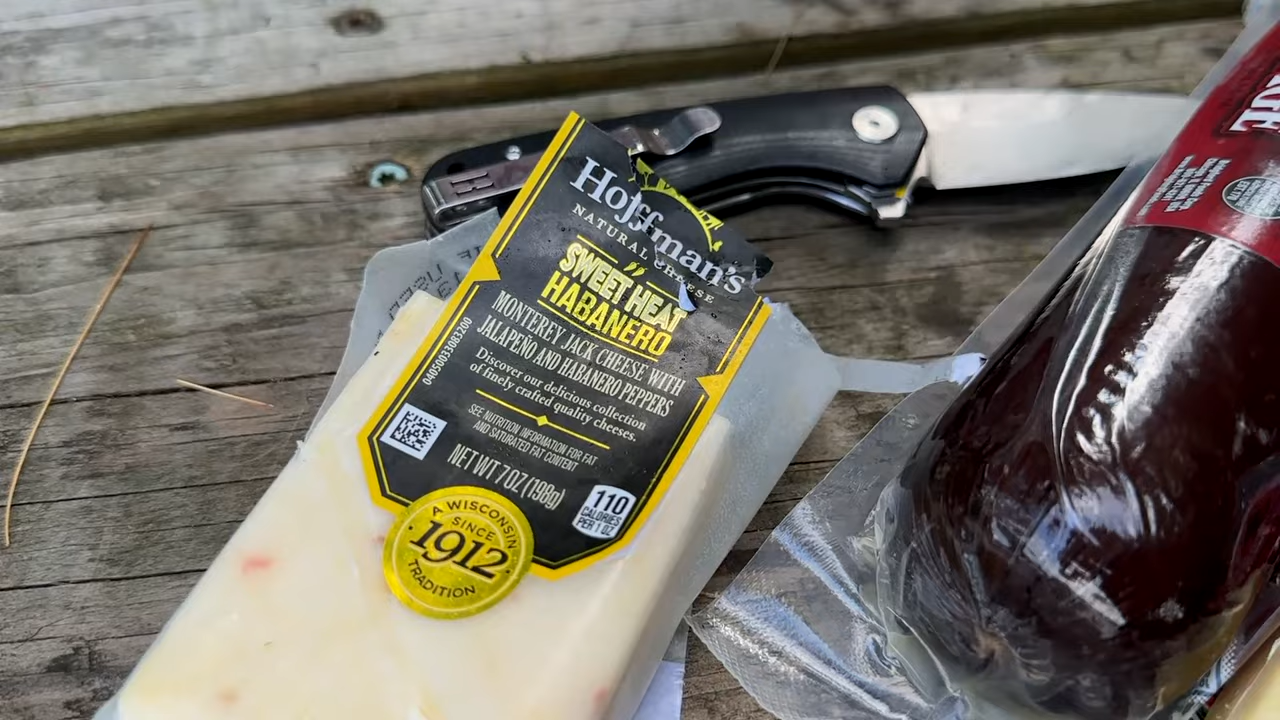 Hoffman's
NATURAL CHEESE
SWEET HEAT
HABANERO
MONTEREY JACK CHEESE WITH
JALAPEÑO AND HABANERO PEPPERS
Discover our delicious collection
of finely crafted quality cheeses.
SEE NUTRITION INFORMATION FOR FAT
AND SATURATED FAT CONTENT
NET WT 7 OZ (198g)
110
CALORIES
PER 1 OZ
04050033083200
A WISCONSIN
SINCE
1912
TRADITION